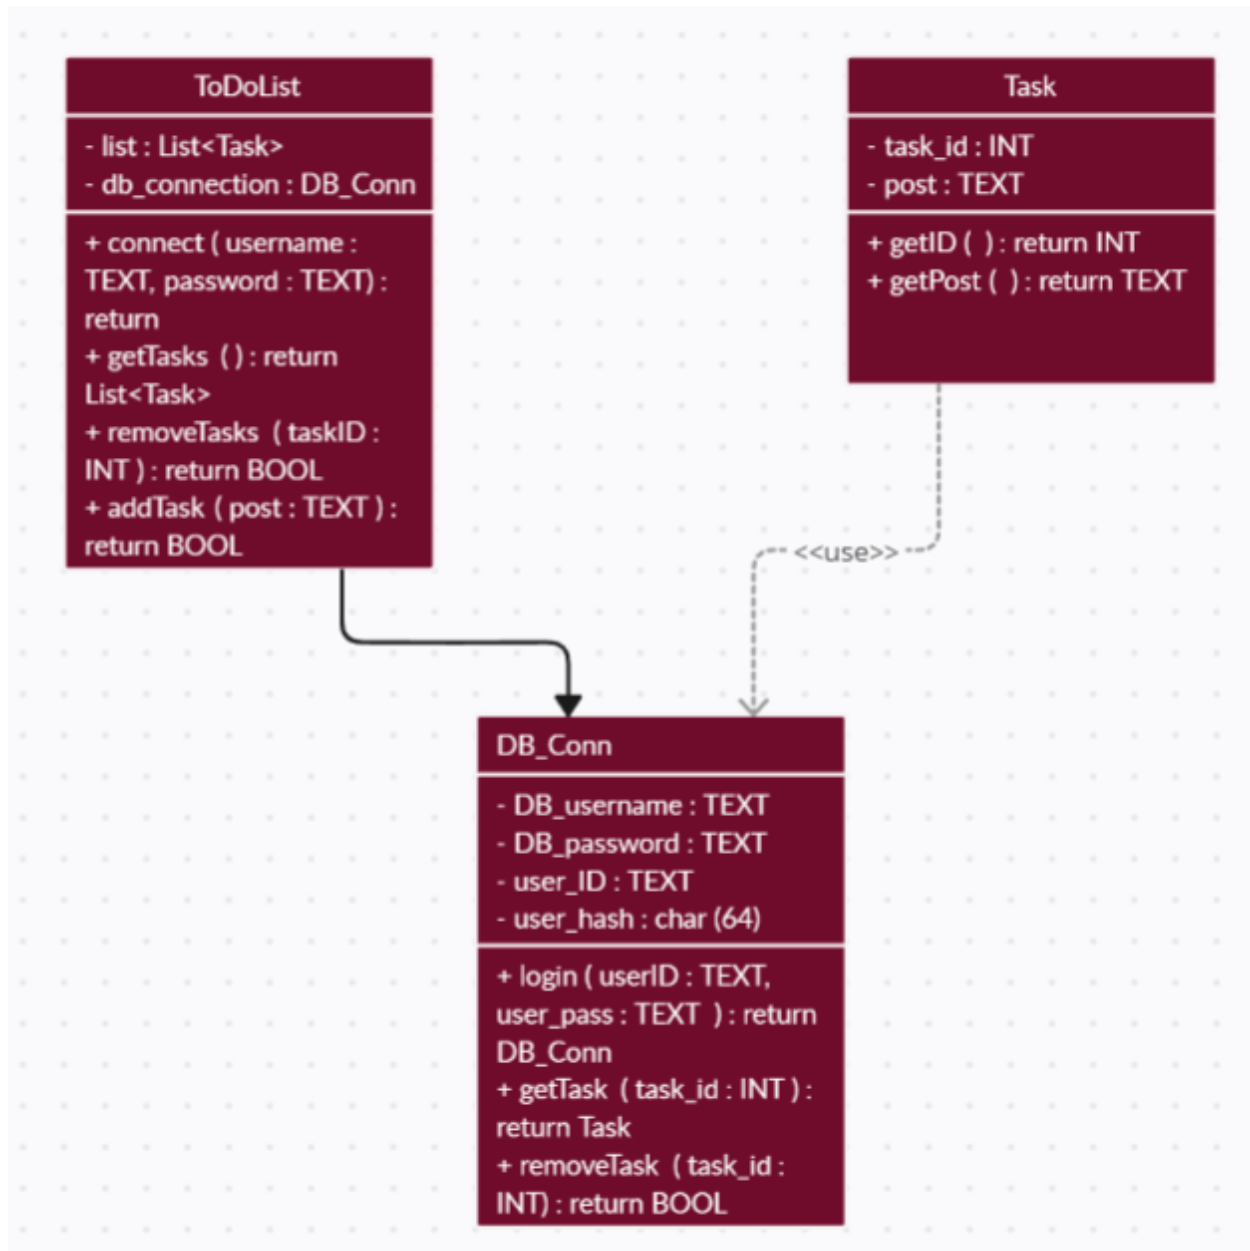 ToDoList
- list : List<Task>
- db_connection : DB_Conn
+ connect ( username :
TEXT, password : TEXT) :
return
+ getTasks ( ) : return
List<Task>
+ removeTasks ( taskID :
INT ) : return BOOL
+ addTask ( post : TEXT ) :
return BOOL
Task
- task_id : INT
- post : TEXT
+ getID ( ) : return INT
+ getPost ( ) : return TEXT
<<use>>
DB_Conn
- DB_username : TEXT
- DB_password : TEXT
- user_ID : TEXT
- user_hash : char (64)
+ login ( userID : TEXT,
user_pass : TEXT ) : return
DB_Conn
+ getTask ( task_id : INT ) :
return Task
+ removeTask ( task_id :
INT) : return BOOL